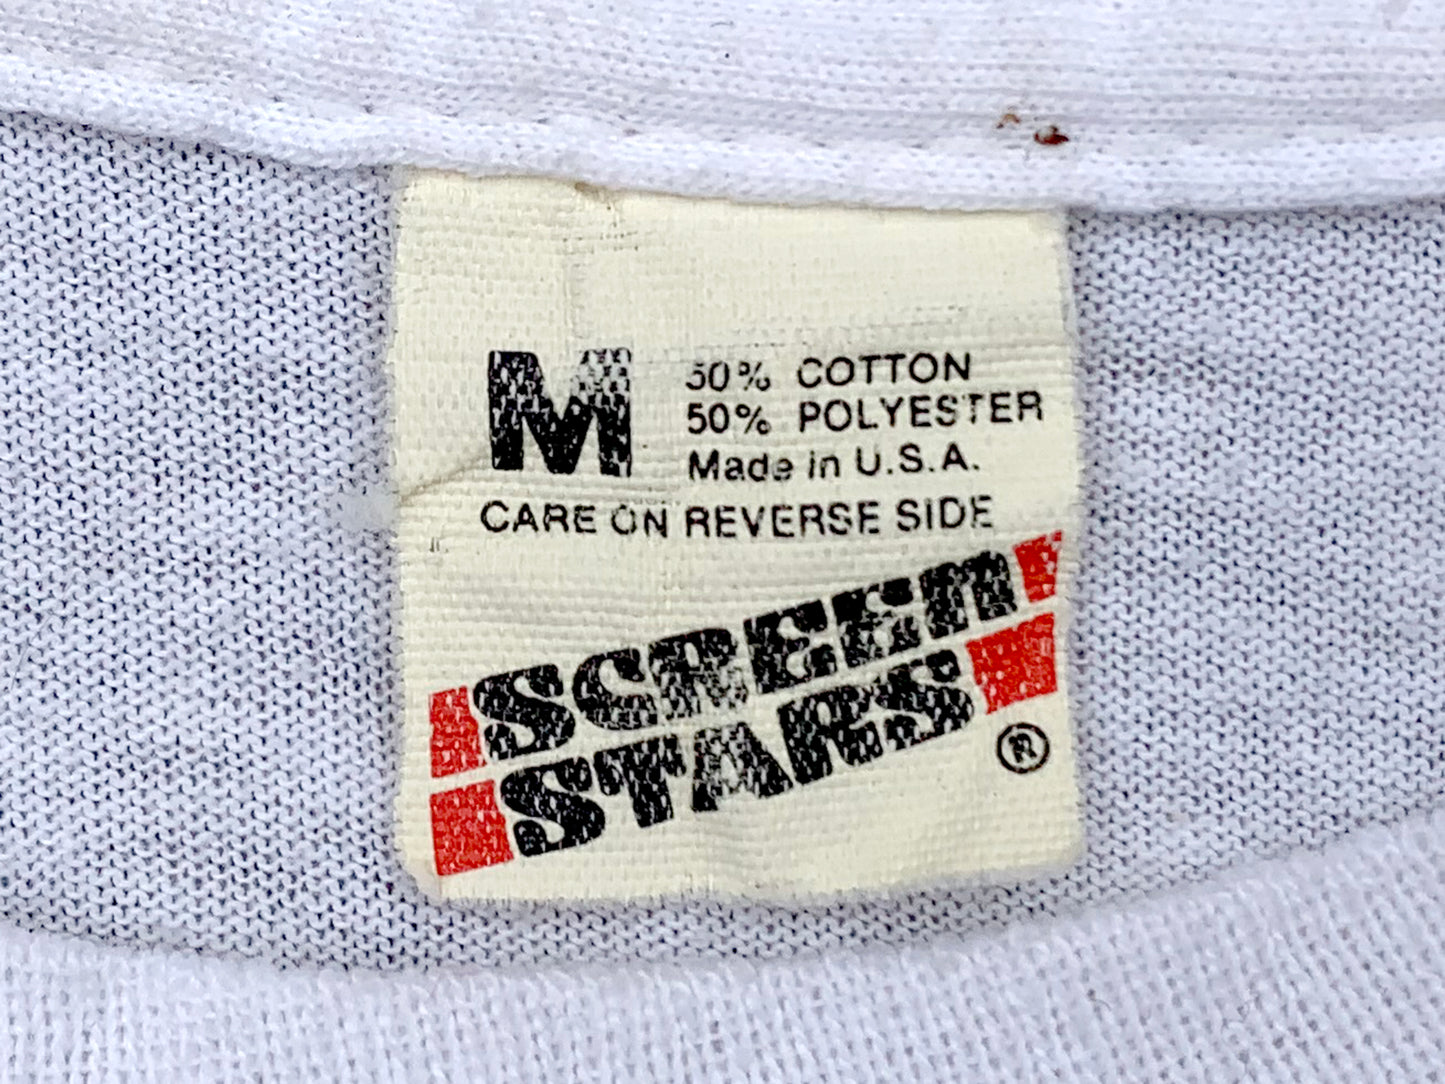 M
50% COTTON
50% POLYESTER
Made in U.S.A.
CARE ON REVERSE SIDE
SCREEN
STARS
®